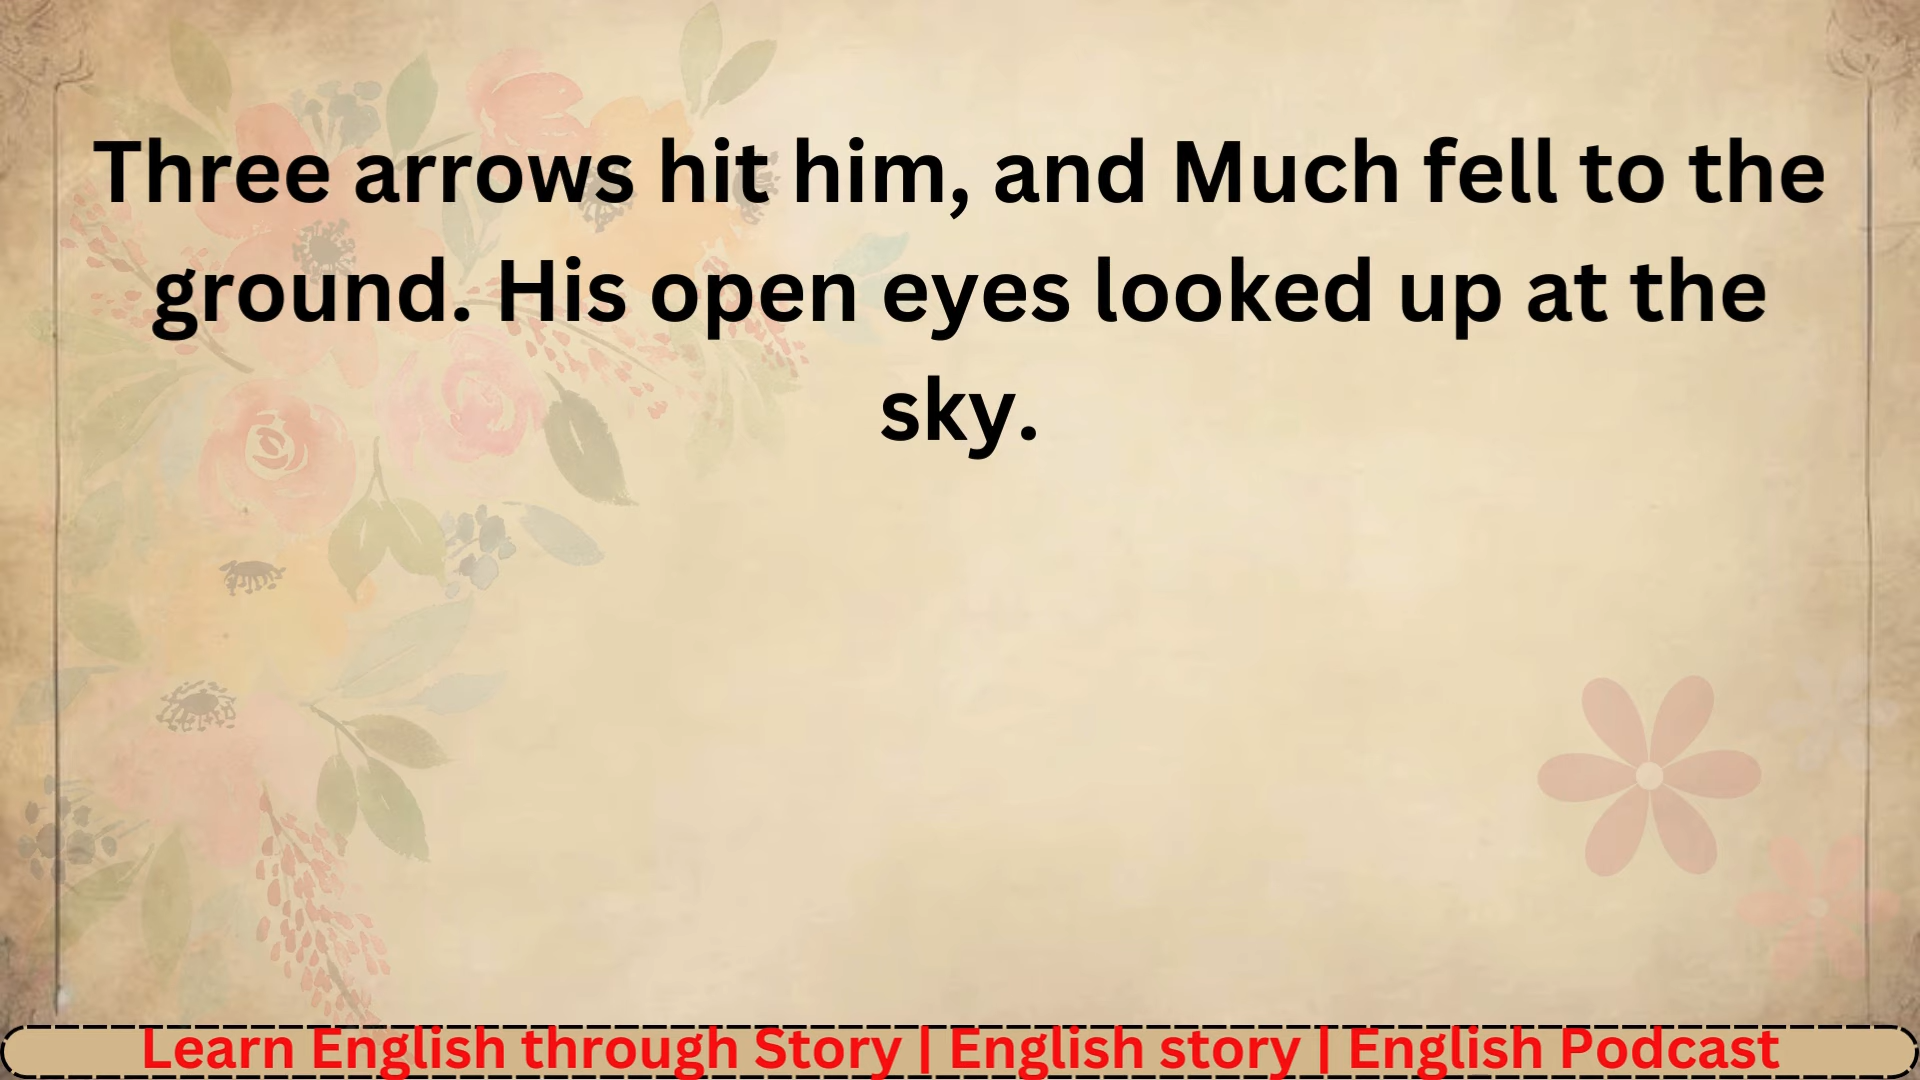 Three arrows hit him, and Much fell to the
ground. His open eyes looked up at the
sky.
Learn English through Story | English story | English Podcast